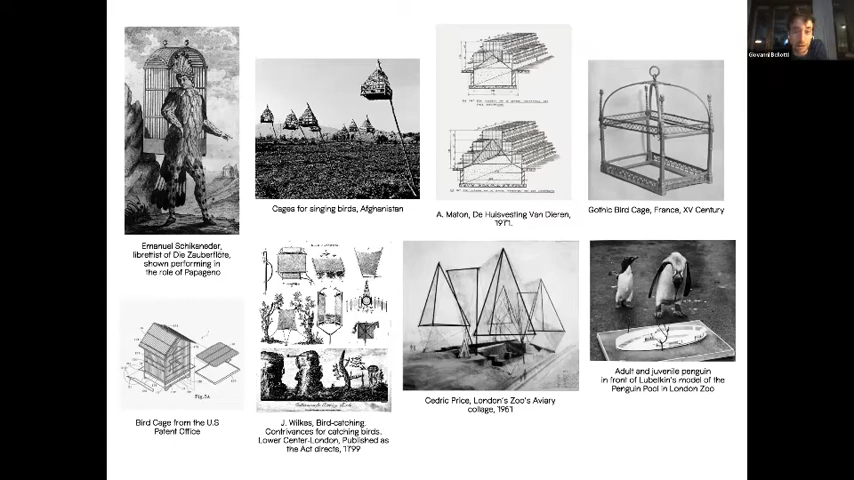 Giovanni Bellotti
Emanuel Schikaneder,
librettist of Die Zauberflöte,
shown performing in
the role of Papageno
Cages for singing birds, Afghanistan
A. Maton, De Huisvesting Van Dieren,
1971.
Gothic Bird Cage, France, XV Century
Bird Cage from the U.S
Patent Office
J. Wilkes, Bird-catching.
Contrivances for catching birds.
Lower Center-London, Published as
the Act directs, 1799
Cedric Price, London's Zoo's Aviary
collage, 1961
Adult and juvenile penguin
in front of Lubelkin's model of the
Penguin Pool in London Zoo